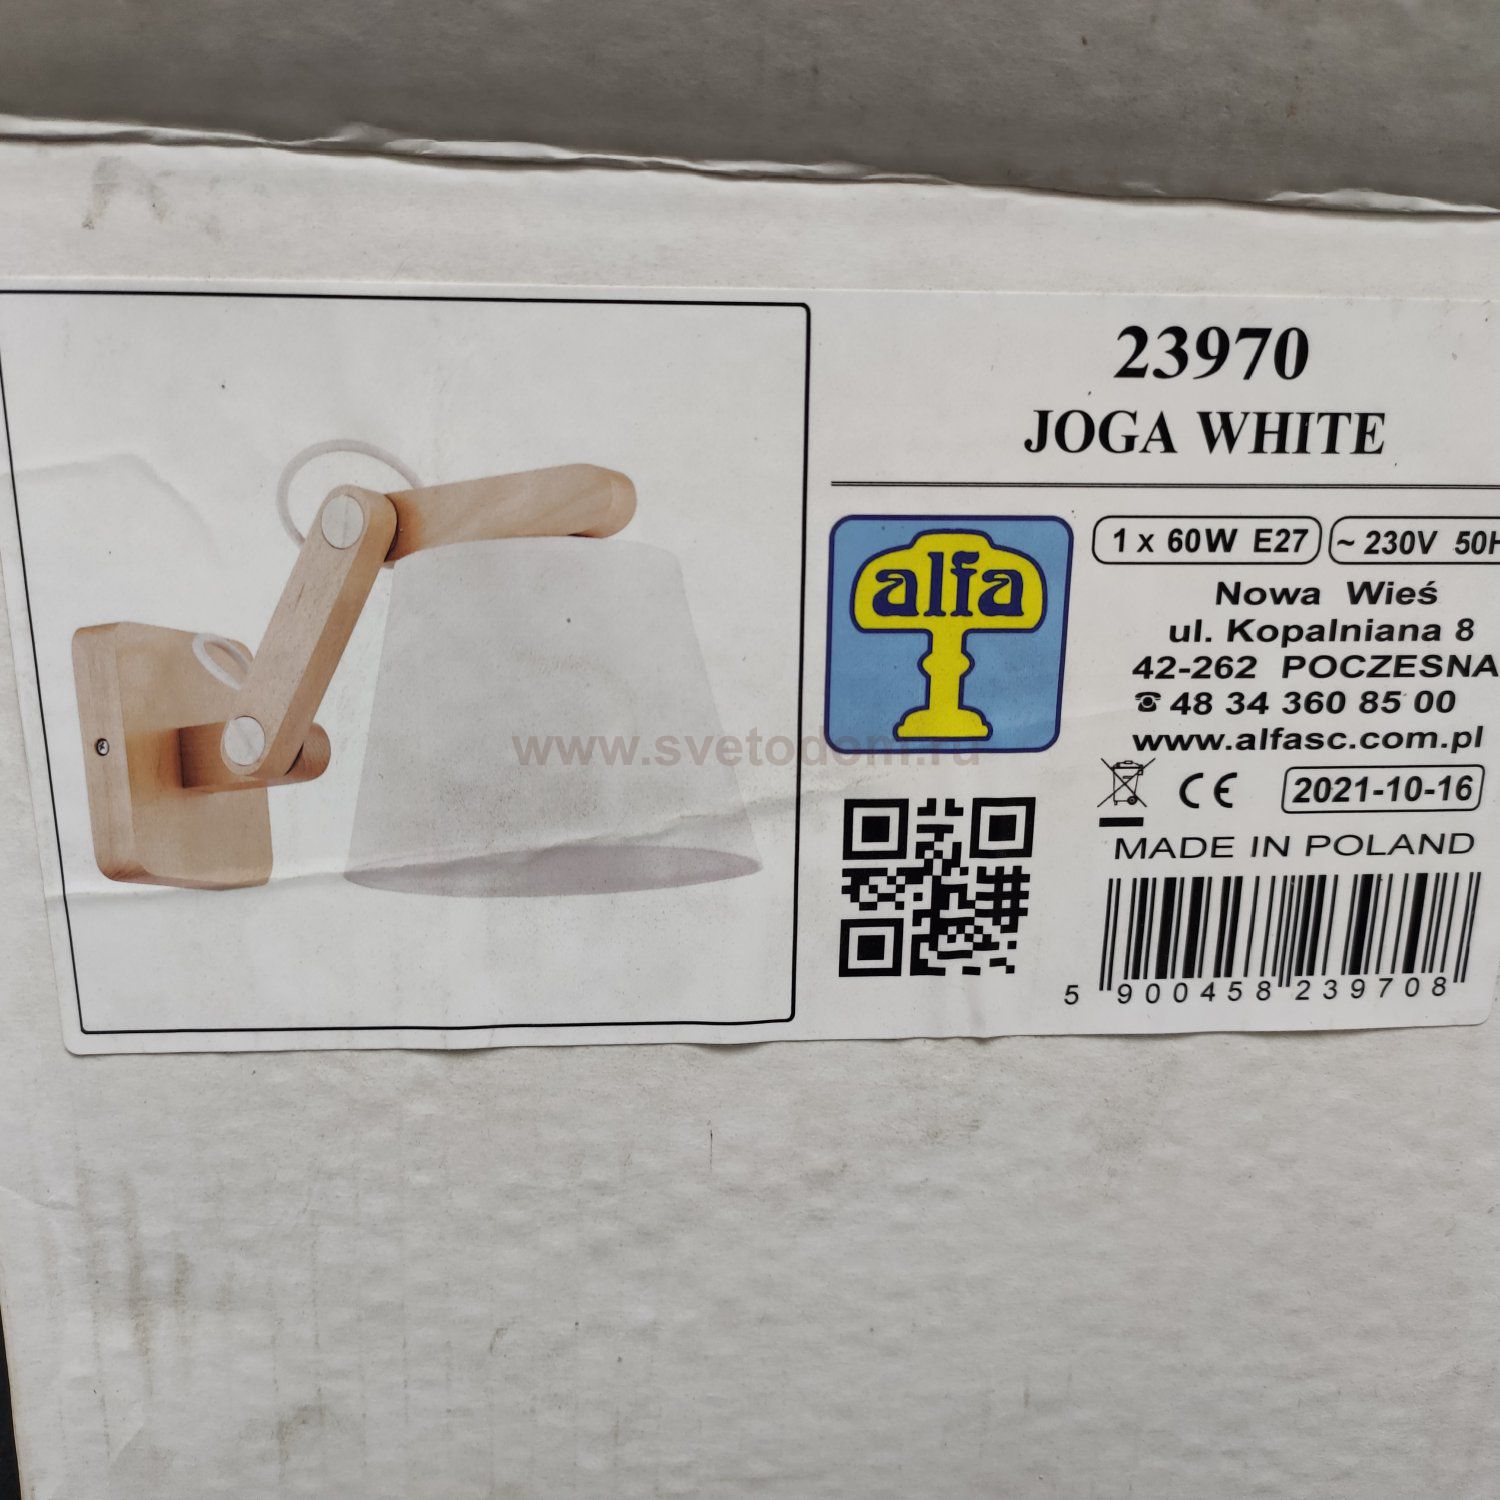 23970
JOGA WHITE
alfa
1 x 60W E27
~ 230V 50H
Nowa Wieś
ul. Kopalniana 8
42-262 POCZESNA
☎ 48 34 360 85 00
www.alfasc.com.pl
www.svetodom.ru
CE
2021-10-16
MADE IN POLAND
5 900458 239708